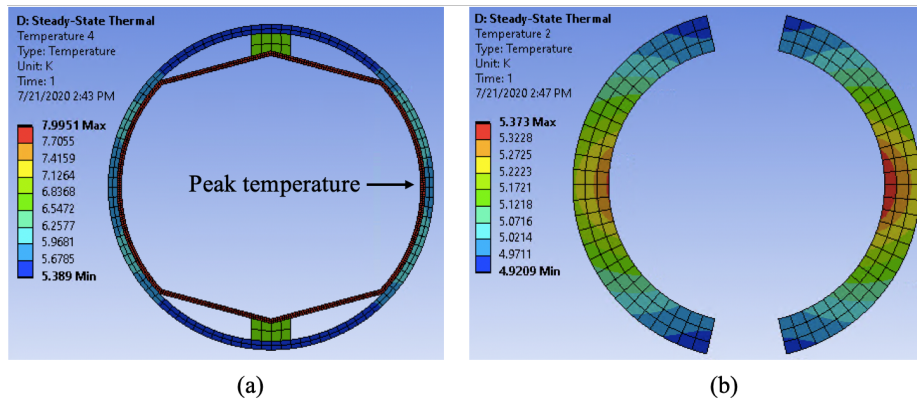 D: Steady-State Thermal
Temperature 4
Type: Temperature
Unit: K
Time: 1
7/21/2020 2:43 PM
7.9951 Max
7.7055
7.4159
7.1264
6.8368
6.5472
6.2577
5.9681
5.6785
5.389 Min
Peak temperature
(a)
D: Steady-State Thermal
Temperature 2
Type: Temperature
Unit: K
Time: 1
7/21/2020 2:47 PM
5.373 Max
5.3228
5.2725
5.2223
5.1721
5.1218
5.0716
5.0214
4.9711
4.9209 Min
(b)